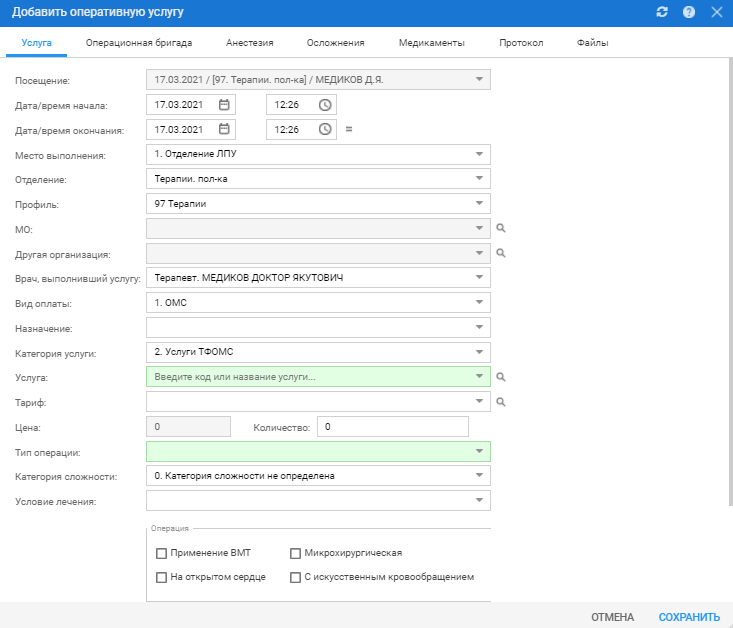 Добавить оперативную услугу
Услуга Операционная бригада Анестезия Осложнения Медикаменты Протокол Файлы
Посещение: 17.03.2021 / [97. Терапии. пол-ка] / МЕДИКОВ Д.Я.
Дата/время начала: 17.03.2021 12:26
Дата/время окончания: 17.03.2021 12:26 =
Место выполнения: 1. Отделение ЛПУ
Отделение: Терапии. пол-ка
Профиль: 97 Терапии
МО:
Другая организация:
Врач, выполнивший услугу: Терапевт. МЕДИКОВ ДОКТОР ЯКУТОВИЧ
Вид оплаты: 1. ОМС
Назначение:
Категория услуги: 2. Услуги ТФОМС
Услуга: Введите код или название услуги...
Тариф:
Цена: 0 Количество: 0
Тип операции:
Категория сложности: 0. Категория сложности не определена
Условие лечения:
Операция
Применение ВМТ Микрохирургическая
На открытом сердце С искусственным кровообращением
ОТМЕНА СОХРАНИТЬ